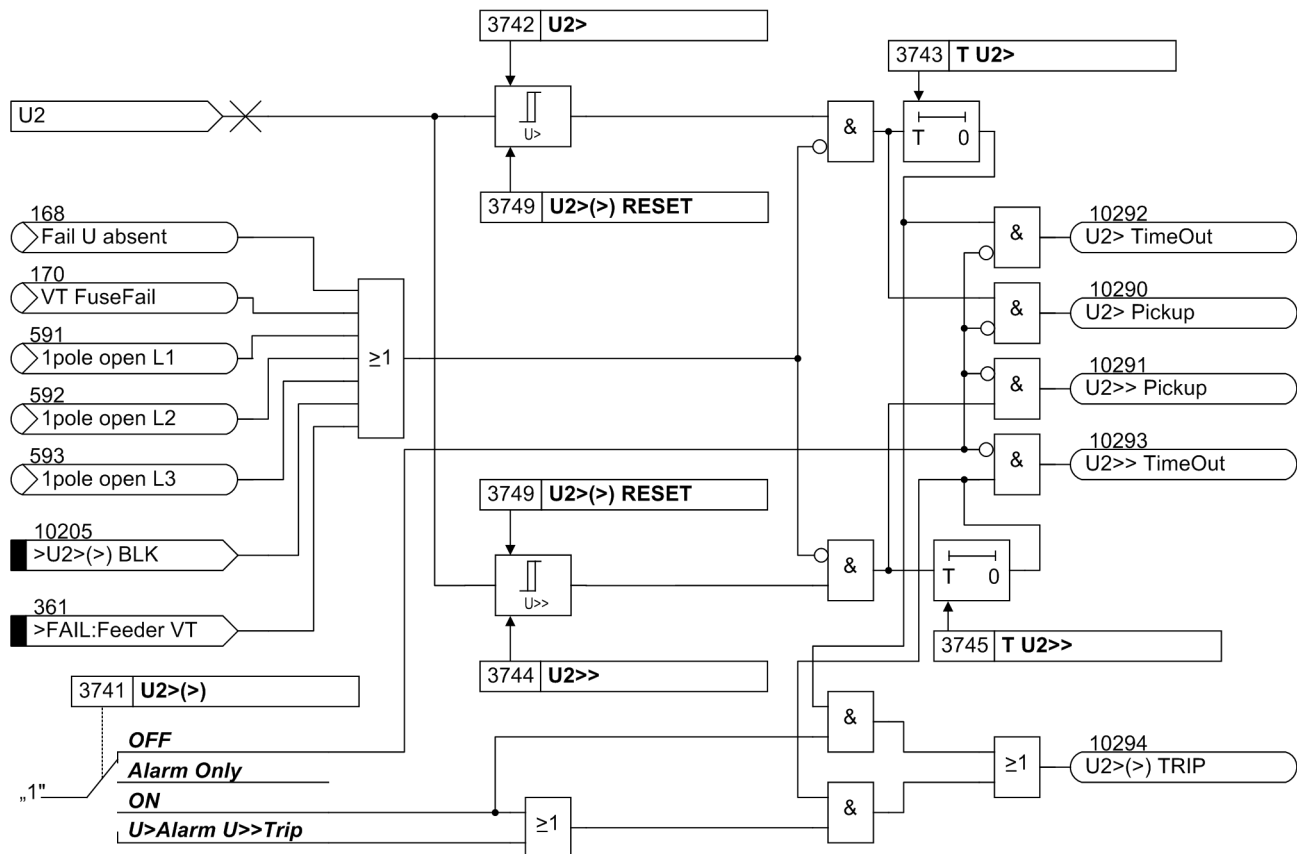 3742 U2>
3743 T U2>
U2
U>
&
T 0
3749 U2>(>) RESET
168
Fail U absent
10292
U2> TimeOut
&
170
VT FuseFail
10290
U2> Pickup
&
591
1pole open L1
≥1
10291
U2>> Pickup
&
592
1pole open L2
10293
U2>> TimeOut
&
593
1pole open L3
3749 U2>(>) RESET
10205
>U2>(>) BLK
U>>
&
T 0
361
>FAIL:Feeder VT
3745 T U2>>
3744 U2>>
3741 U2>(>)
OFF
&
Alarm Only
„1"
≥1
10294
U2>(>) TRIP
ON
&
U>Alarm U>>Trip
≥1